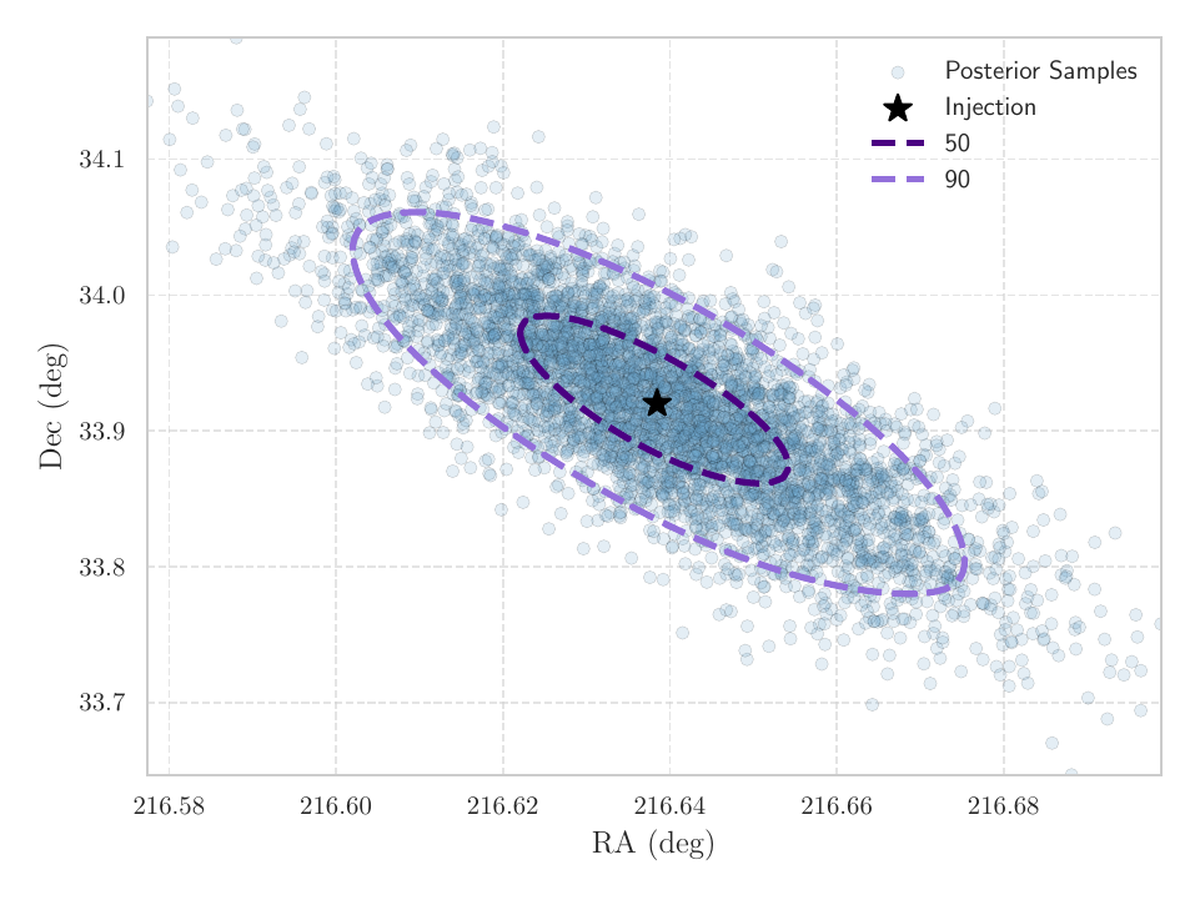 Posterior Samples
Injection
50
90
34.1
34.0
33.9
33.8
33.7
Dec (deg)
216.58 216.60 216.62 216.64 216.66 216.68
RA (deg)